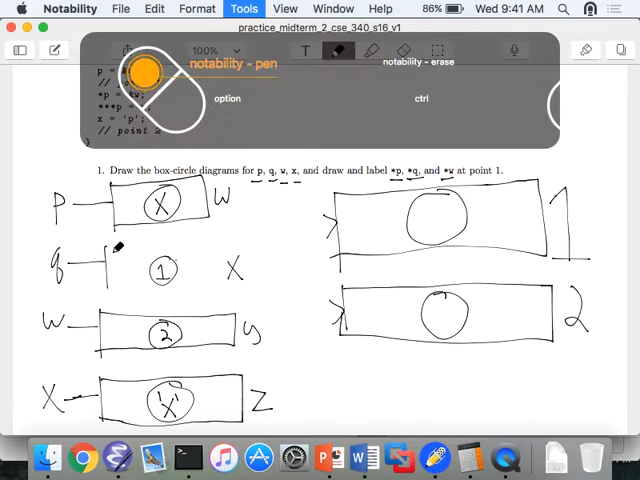 Notability File Edit Format Tools View Window Help 86% Wed 9:41 AM
practice_midterm_2_cse_340_s16_v1
100%
notability - pen
notability - erase
option
ctrl
*p =
***p =
x = 'p';
// point 2
}
1. Draw the box-circle diagrams for p, q, w, x, and draw and label *p, *q, and *w at point 1.
p X W
1
q 1 X
w 2 y
2
X 'X' Z